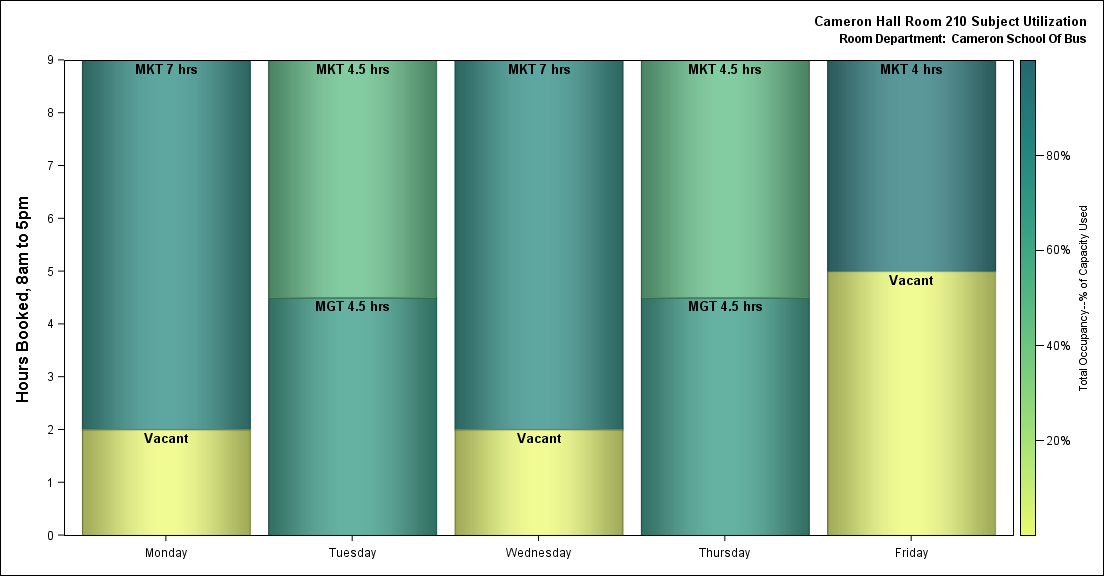 Cameron Hall Room 210 Subject Utilization
Room Department: Cameron School Of Bus
Hours Booked, 8am to 5pm
9
8
7
6
5
4
3
2
1
0
MKT 7 hrs
Vacant
MKT 4.5 hrs
MGT 4.5 hrs
MKT 7 hrs
Vacant
MKT 4.5 hrs
MGT 4.5 hrs
MKT 4 hrs
Vacant
Monday
Tuesday
Wednesday
Thursday
Friday
80%
60%
40%
20%
Total Occupancy--% of Capacity Used